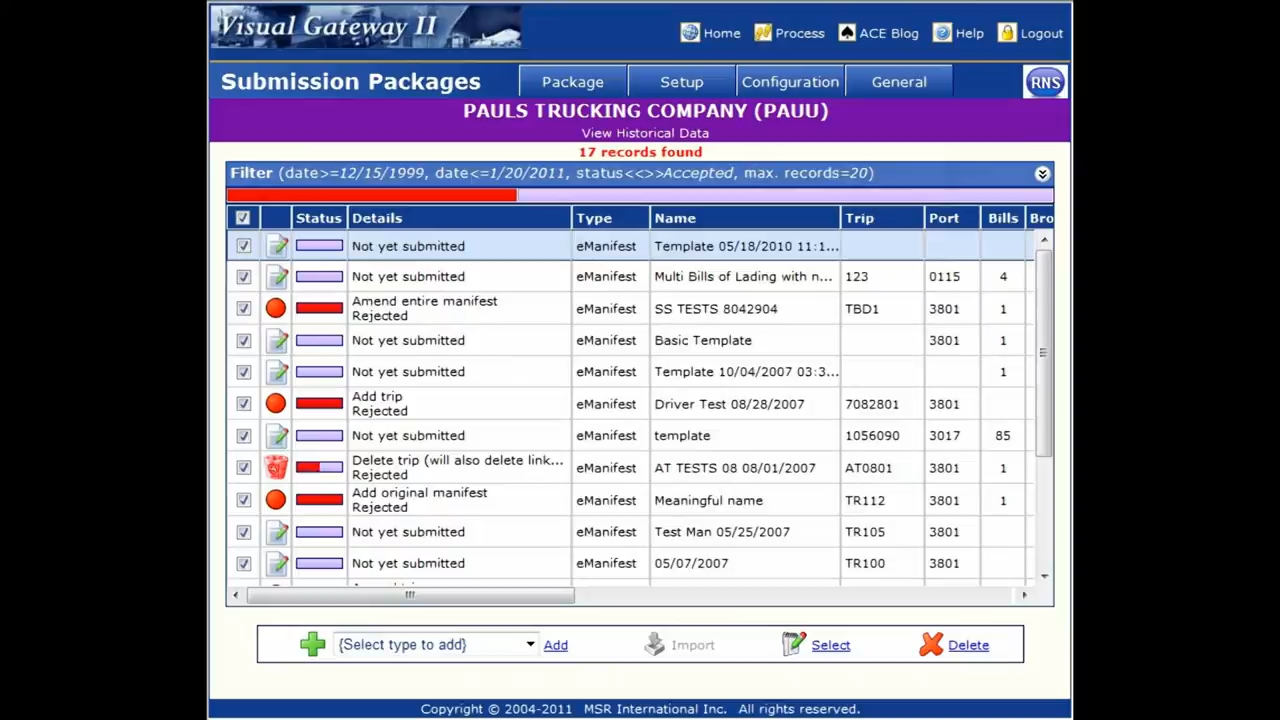 Visual Gateway II
Home Process ACE Blog Help Logout
Submission Packages Package Setup Configuration General RNS
PAULS TRUCKING COMPANY (PAUU)
View Historical Data
17 records found
Filter (date>=12/15/1999, date<=1/20/2011, status<<>>Accepted, max. records=20)
Status Details Type Name Trip Port Bills Bro
Not yet submitted eManifest Template 05/18/2010 11:1...
Not yet submitted eManifest Multi Bills of Lading with n... 123 0115 4
Amend entire manifest
Rejected eManifest SS TESTS 8042904 TBD1 3801 1
Not yet submitted eManifest Basic Template 3801 1
Not yet submitted eManifest Template 10/04/2007 03:3... 1
Add trip
Rejected eManifest Driver Test 08/28/2007 7082801 3801
Not yet submitted eManifest template 1056090 3017 85
Delete trip (will also delete link...
Rejected eManifest AT TESTS 08 08/01/2007 AT0801 3801 1
Add original manifest
Rejected eManifest Meaningful name TR112 3801 1
Not yet submitted eManifest Test Man 05/25/2007 TR105 3801
Not yet submitted eManifest 05/07/2007 TR100 3801
{Select type to add} Add Import Select Delete
Copyright © 2004-2011 MSR International Inc. All rights reserved.